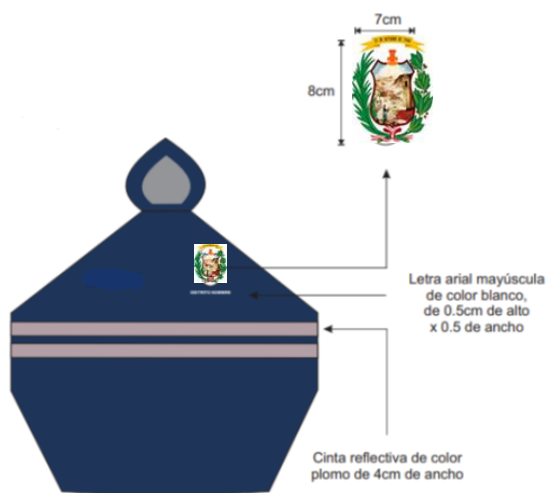 7cm
8cm
Letra arial mayúscula
de color blanco,
de 0.5cm de alto
x 0.5 de ancho
Cinta reflectiva de color
plomo de 4cm de ancho